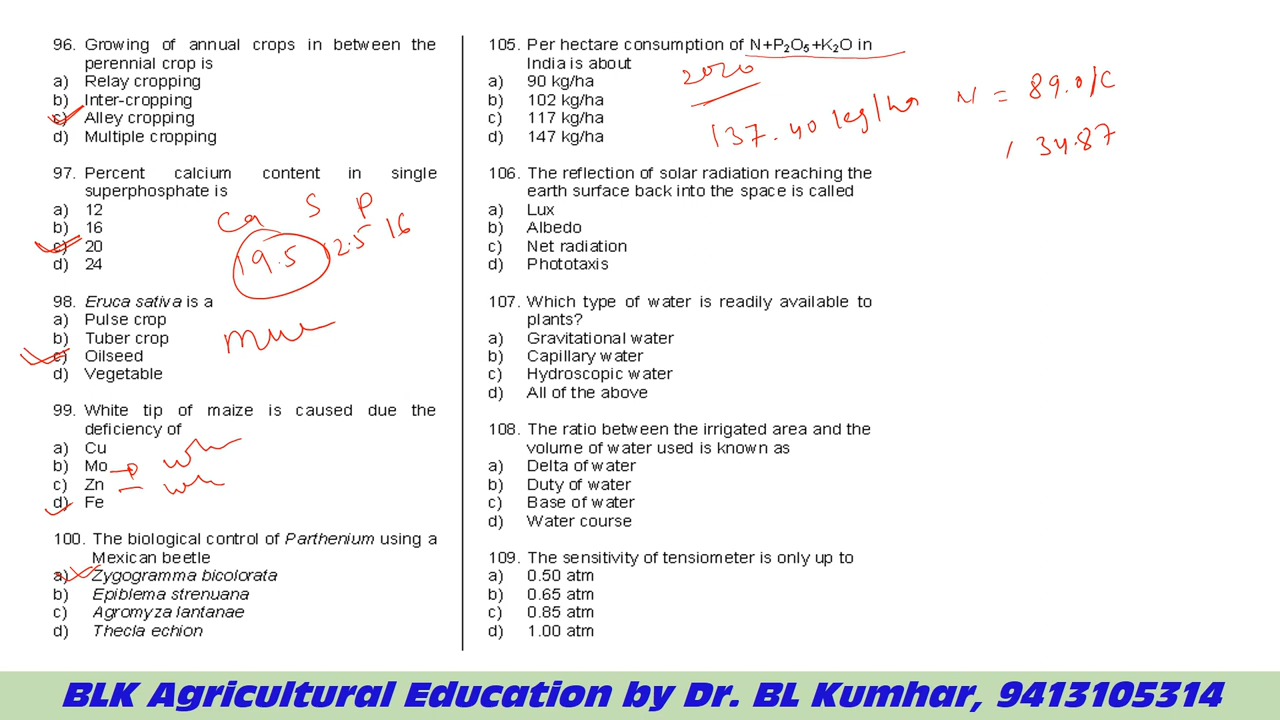 96. Growing of annual crops in between the
perennial crop is
a) Relay cropping
b) Inter-cropping
c) Alley cropping
d) Multiple cropping
97. Percent calcium content in single
superphosphate is
a) 12
b) 16
c) 20
d) 24
Ca S P
19.5 12.5 16
98. Eruca sativa is a
a) Pulse crop
b) Tuber crop
c) Oilseed
d) Vegetable
99. White tip of maize is caused due the
deficiency of
a) Cu
b) Mo
c) Zn
d) Fe
100. The biological control of Parthenium using a
Mexican beetle
a) Zygogramma bicolorata
b) Epiblema strenuana
c) Agromyza lantanae
d) Thecla echion
105. Per hectare consumption of N+P2O5+K2O in
India is about
a) 90 kg/ha
b) 102 kg/ha
c) 117 kg/ha
d) 147 kg/ha
2020
137.40 kg/ha N = 89.0/
34.87
106. The reflection of solar radiation reaching the
earth surface back into the space is called
a) Lux
b) Albedo
c) Net radiation
d) Phototaxis
107. Which type of water is readily available to
plants?
a) Gravitational water
b) Capillary water
c) Hydroscopic water
d) All of the above
108. The ratio between the irrigated area and the
volume of water used is known as
a) Delta of water
b) Duty of water
c) Base of water
d) Water course
109. The sensitivity of tensiometer is only up to
a) 0.50 atm
b) 0.65 atm
c) 0.85 atm
d) 1.00 atm
BLK Agricultural Education by Dr. BL Kumhar, 9413105314